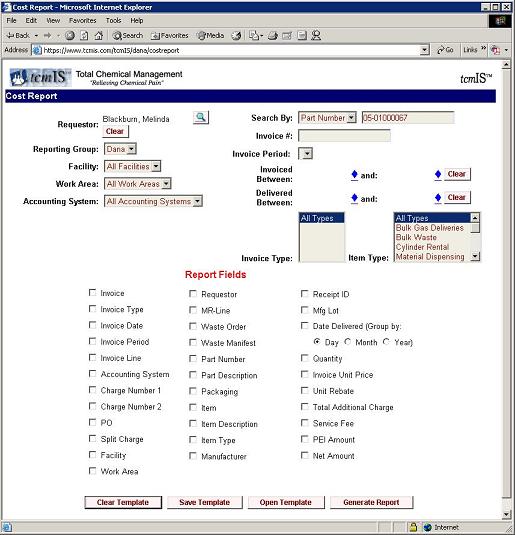 Cost Report - Microsoft Internet Explorer
File Edit View Favorites Tools Help
Back Search Favorites Media
Address https://www.tcmis.com/tcmIS/dana/costreport Go Links »
tcmIS Total Chemical Management
"Relieving Chemical Pain"
tcmIS™
Cost Report
Requestor: Blackburn, Melinda
Clear
Search By: Part Number 05-01000067
Invoice #:
Reporting Group: Dana
Invoice Period:
Facility: All Facilities
Invoiced Between: and: Clear
Work Area: All Work Areas
Delivered Between: and: Clear
Accounting System: All Accounting Systems
Invoice Type: All Types
Item Type: All Types
Bulk Gas Deliveries
Bulk Waste
Cylinder Rental
Material Dispensing
Report Fields
Invoice Requestor Receipt ID
Invoice Type MR-Line Mfg Lot
Invoice Date Waste Order Date Delivered (Group by:
Invoice Period Waste Manifest Day Month Year)
Invoice Line Part Number Quantity
Accounting System Part Description Invoice Unit Price
Charge Number 1 Packaging Unit Rebate
Charge Number 2 Item Total Additional Charge
PO Item Description Service Fee
Split Charge Item Type PEI Amount
Facility Manufacturer Net Amount
Work Area
Clear Template Save Template Open Template Generate Report
Internet